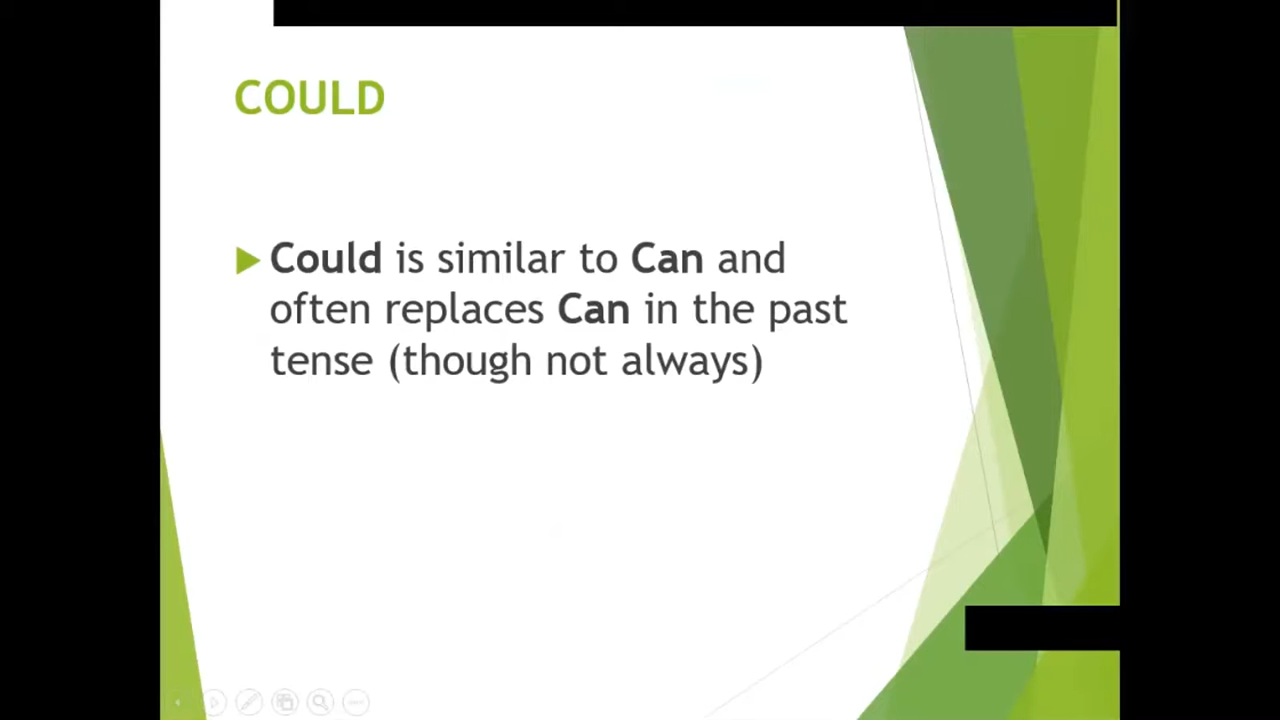 COULD
Could is similar to Can and
often replaces Can in the past
tense (though not always)